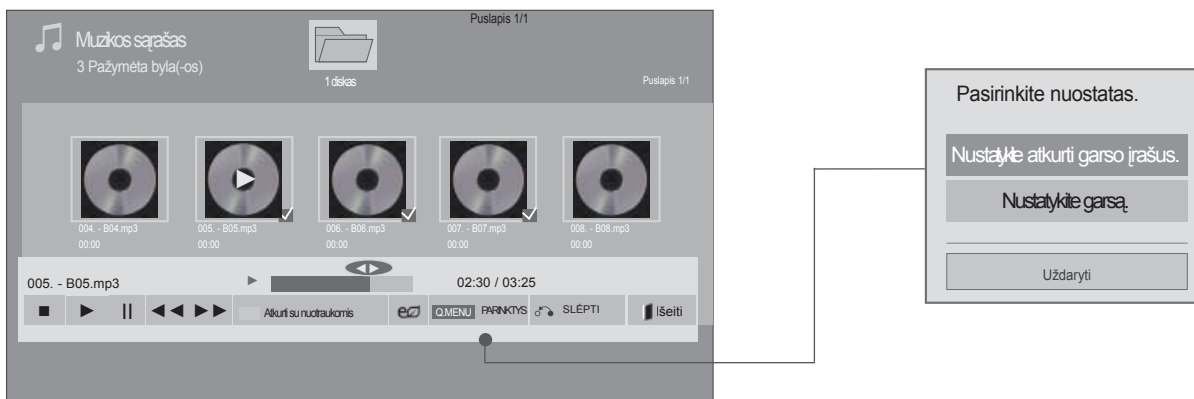 Puslapis 1/1
Muzikos sąrašas
3 Pažymėta byla(-os)
1 diskas
Puslapis 1/1
004. - B04.mp3
00:00
005. - B05.mp3
00:00
006. - B06.mp3
00:00
007. - B07.mp3
00:00
008. - B08.mp3
00:00
005. - B05.mp3
02:30 / 03:25
Atkurti su nuotraukomis
Q.MENU PARINKTYS
SLĖPTI
Išeiti
Pasirinkite nuostatas.
Nustatykite atkurti garso įrašus.
Nustatykite garsą.
Uždaryti